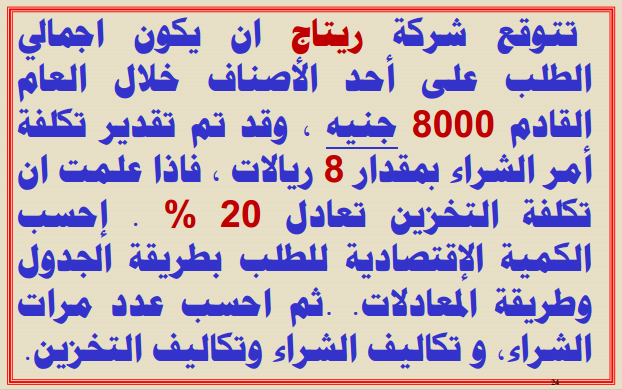 تتوقع شركة ريتاج ان يكون اجمالي
الطلب على أحد الأصناف خلال العام
القادم 8000 جنيه ، وقد تم تقدير تكلفة
أمر الشراء بمقدار 8 ريالات ، فاذا علمت ان
تكلفة التخزين تعادل 20 % . إحسب
الكمية الإقتصادية للطلب بطريقة الجدول
وطريقة المعادلات. .ثم احسب عدد مرات
الشراء، و تكاليف الشراء وتكاليف التخزين.
24